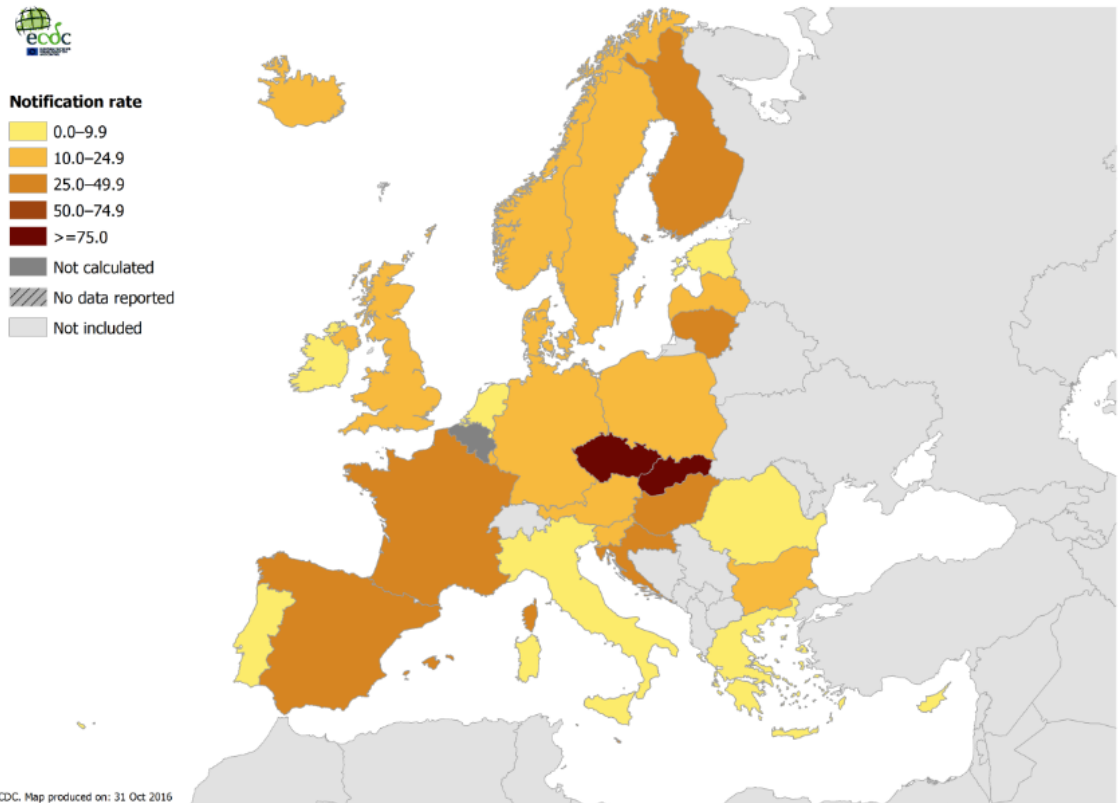 ecdc
Notification rate
0.0–9.9
10.0–24.9
25.0–49.9
50.0–74.9
>=75.0
Not calculated
No data reported
Not included
CDC. Map produced on: 31 Oct 2016